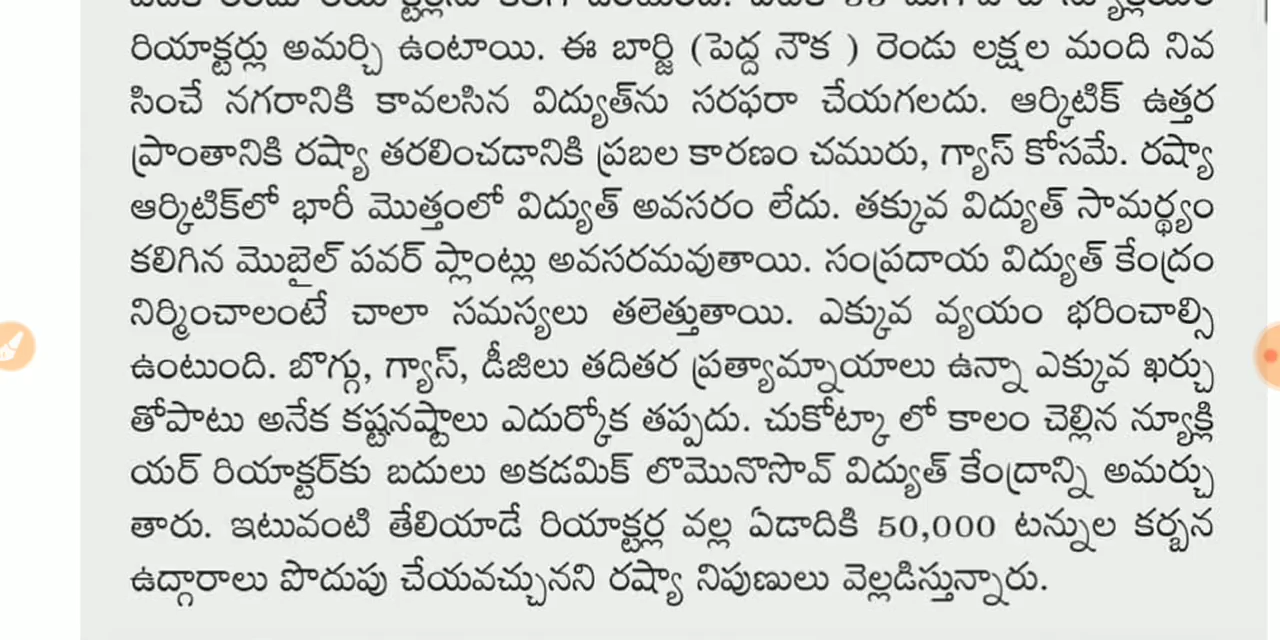 రియాక్టర్లు అమర్చి ఉంటాయి. ఈ బార్జి (పెద్ద నౌక ) రెండు లక్షల మంది నివ
సించే నగరానికి కావలసిన విద్యుత్‌ను సరఫరా చేయగలదు. ఆర్కిటిక్ ఉత్తర
ప్రాంతానికి రష్యా తరలించడానికి ప్రబల కారణం చమురు, గ్యాస్ కోసమే. రష్యా
ఆర్కిటిక్‌లో భారీ మొత్తంలో విద్యుత్ అవసరం లేదు. తక్కువ విద్యుత్ సామర్థ్యం
కలిగిన మొబైల్ పవర్ ప్లాంట్లు అవసరమవుతాయి. సంప్రదాయ విద్యుత్ కేంద్రం
నిర్మించాలంటే చాలా సమస్యలు తలెత్తుతాయి. ఎక్కువ వ్యయం భరించాల్సి
ఉంటుంది. బొగ్గు, గ్యాస్, డీజిలు తదితర ప్రత్యామ్నాయాలు ఉన్నా ఎక్కువ ఖర్చు
తోపాటు అనేక కష్టనష్టాలు ఎదుర్కోక తప్పదు. చుకోట్కా లో కాలం చెల్లిన న్యూక్లి
యర్ రియాక్టర్‌కు బదులు అకడమిక్ లొమొనొసొవ్ విద్యుత్ కేంద్రాన్ని అమర్చు
తారు. ఇటువంటి తేలియాడే రియాక్టర్ల వల్ల ఏడాదికి 50,000 టన్నుల కర్బన
ఉద్గారాలు పొదుపు చేయవచ్చునని రష్యా నిపుణులు వెల్లడిస్తున్నారు.